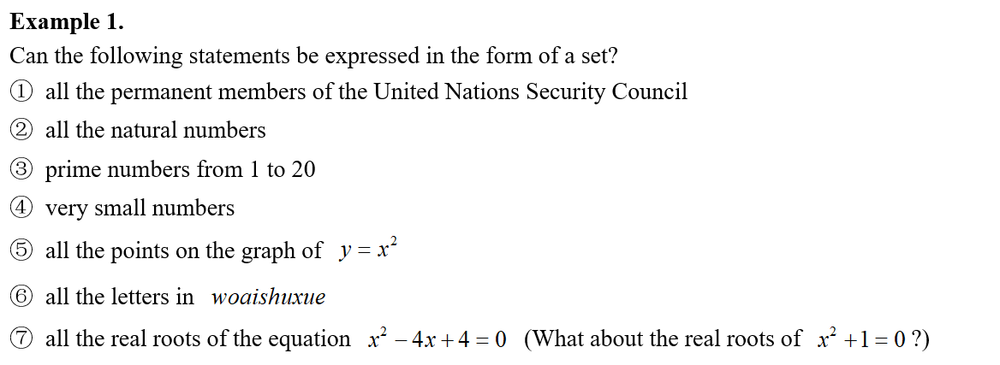 Example 1.
Can the following statements be expressed in the form of a set?
① all the permanent members of the United Nations Security Council
② all the natural numbers
③ prime numbers from 1 to 20
④ very small numbers
⑤ all the points on the graph of y = x²
⑥ all the letters in woaishuxue
⑦ all the real roots of the equation x² − 4x + 4 = 0 (What about the real roots of x² + 1 = 0 ?)